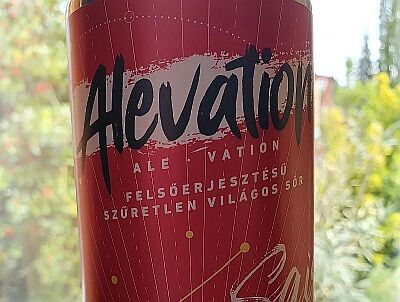 Alevation
ALE · VATION
FELSŐERJESZTÉSŰ
SZŰRETLEN VILÁGOS SÖR